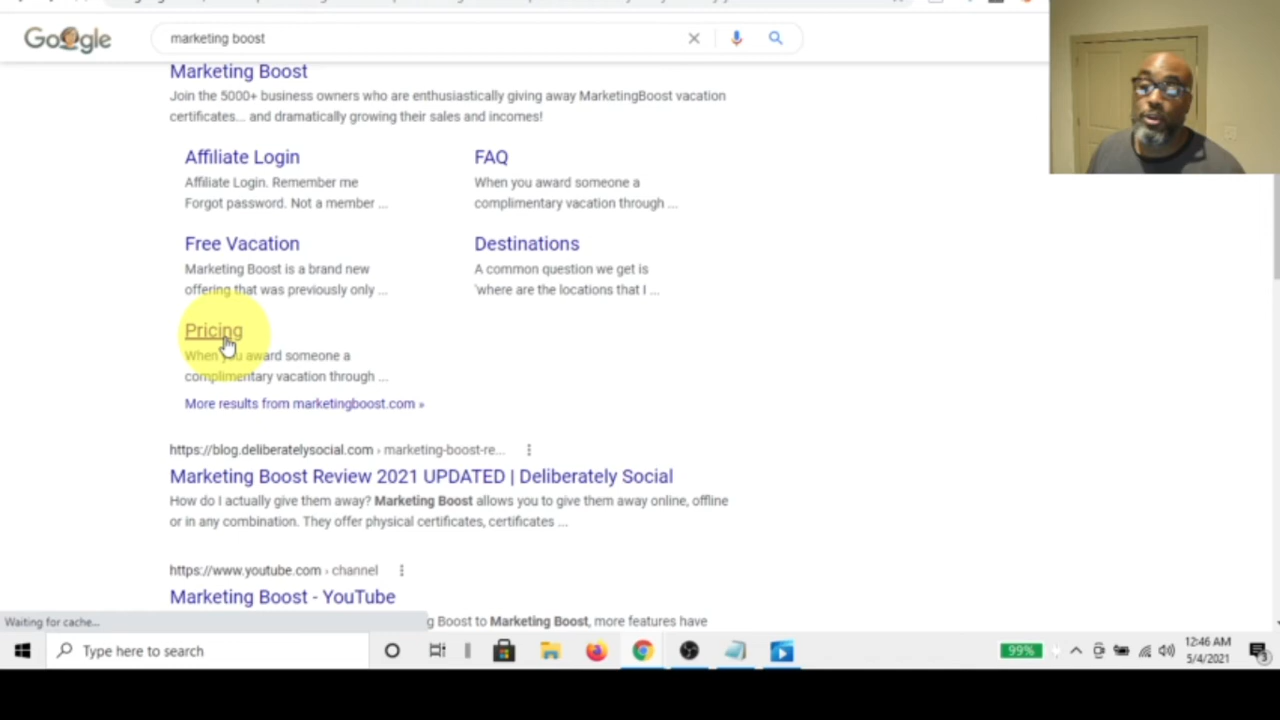 Google
marketing boost
Marketing Boost
Join the 5000+ business owners who are enthusiastically giving away MarketingBoost vacation
certificates... and dramatically growing their sales and incomes!
Affiliate Login
Affiliate Login. Remember me
Forgot password. Not a member ...
FAQ
When you award someone a
complimentary vacation through ...
Free Vacation
Marketing Boost is a brand new
offering that was previously only ...
Destinations
A common question we get is
'where are the locations that I ...
Pricing
When you award someone a
complimentary vacation through ...
More results from marketingboost.com »
https://blog.deliberatelysocial.com › marketing-boost-re...
Marketing Boost Review 2021 UPDATED | Deliberately Social
How do I actually give them away? Marketing Boost allows you to give them away online, offline
or in any combination. They offer physical certificates, certificates ...
https://www.youtube.com › channel
Marketing Boost - YouTube
Waiting for cache...
g Boost to Marketing Boost, more features have
Type here to search
99%
12:46 AM
5/4/2021
3